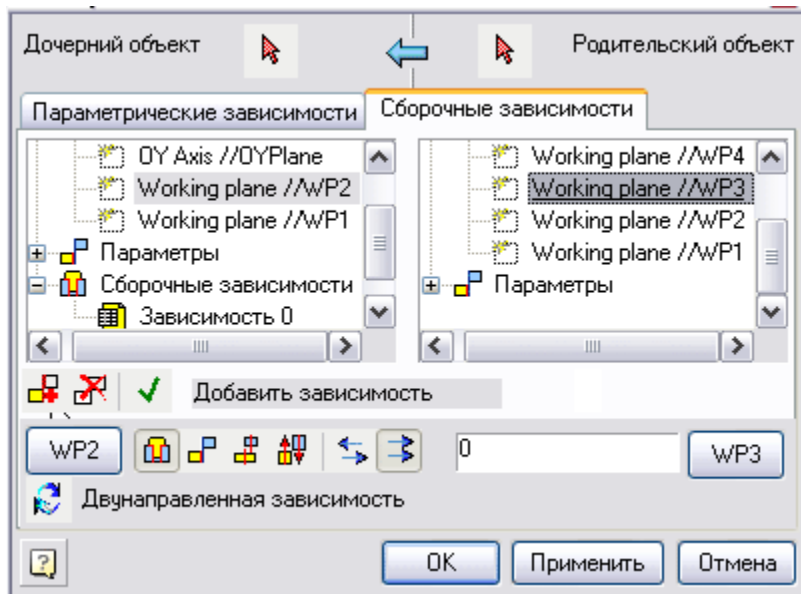 Дочерний объект
Родительский объект
Параметрические зависимости
Сборочные зависимости
OY Axis //OYPlane
Working plane //WP2
Working plane //WP1
Параметры
Сборочные зависимости
Зависимость 0
Working plane //WP4
Working plane //WP3
Working plane //WP2
Working plane //WP1
Параметры
Добавить зависимость
WP2
0
WP3
Двунаправленная зависимость
?
OK
Применить
Отмена